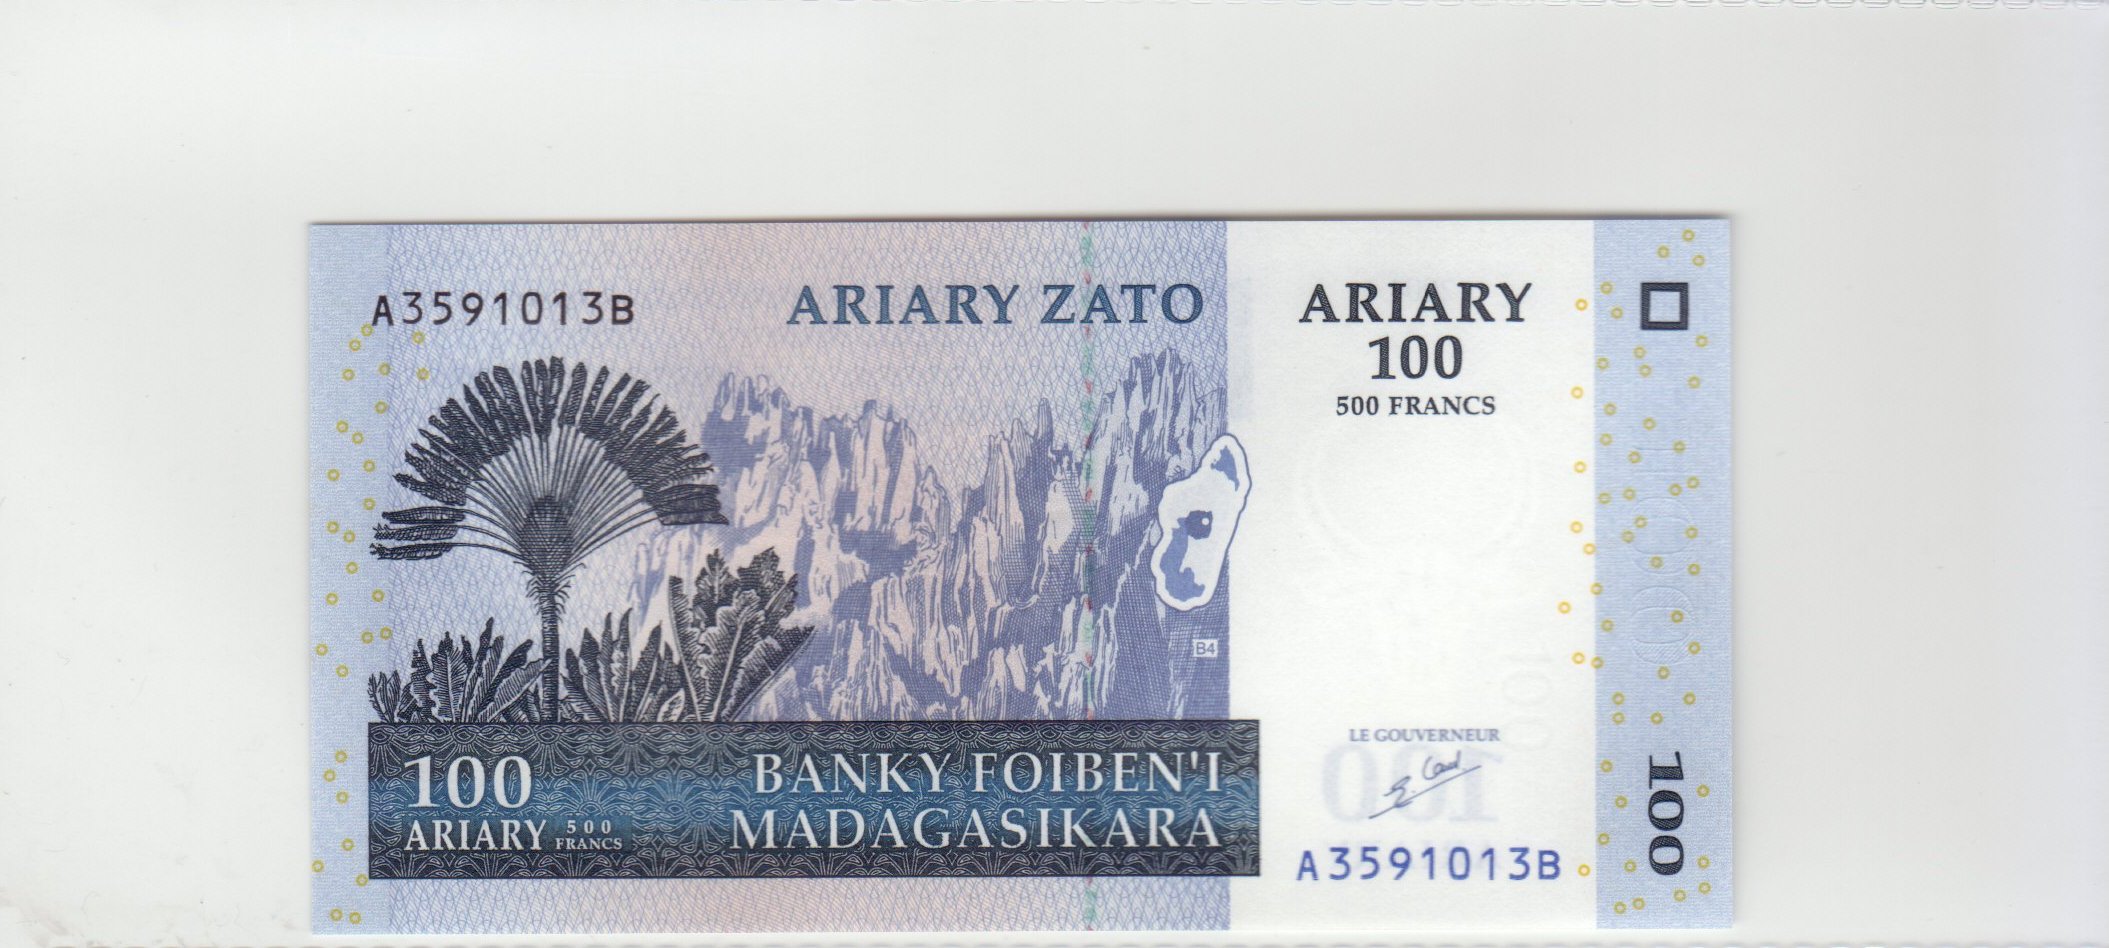 A3591013B
ARIARY ZATO
B4
100
ARIARY 500 FRANCS
BANKY FOIBEN'I
MADAGASIKARA
ARIARY
100
500 FRANCS
LE GOUVERNEUR
100
A3591013B
100